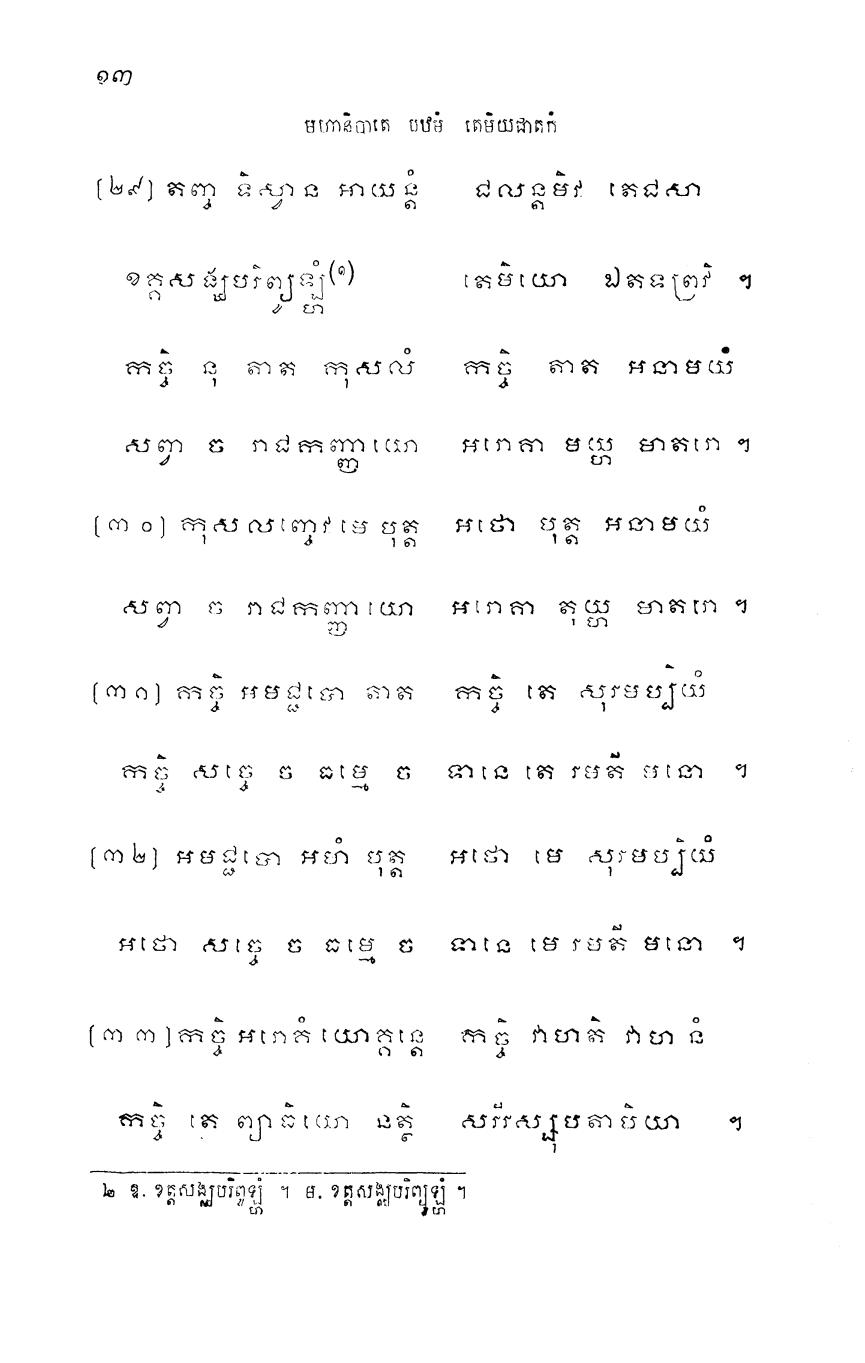 ១៣
មហានិបាតេ បឋមំ តេមិយជាតកំ
[២៩] តញ្ច ទិស្វាន អាយន្តំ ជលន្តមិវ តេជសា
ខត្តសង្ឃបរិព្យូឡ្ហំ(១) តេមិយោ ឯតទព្រវិ ។
កច្ចិ នុ តាត កុសលំ កច្ចិ តាត អនាមយំ
សព្វា ច រាជកញ្ញាយោ អរោគា មយ្ហ មាតរោ ។
[៣០] កុសលញ្ចេវ មេ បុត្ត អថោ បុត្ត អនាមយំ
សព្វា ច រាជកញ្ញាយោ អរោគា តុយ្ហ មាតរោ ។
[៣១] កច្ចិ អមជ្ជបោ តាត កច្ចិ តេ សុរមប្បិយំ
កច្ចិ សច្ចេ ច ធម្មេ ច ទានេ តេ រមតី មនោ ។
[៣២] អមជ្ជបោ អហំ បុត្ត អថោ មេ សុរមប្បិយំ
អថោ សច្ចេ ច ធម្មេ ច ទានេ មេ រមតី មនោ ។
[៣៣] កច្ចិ អរោគំ យោគ្គន្តេ កច្ចិ វាហតិ វាហនំ
កច្ចិ តេ ព្យាធិយោ នត្ថិ សរីរស្សុបតាបិយា ។
២ ឱ. ខត្តសង្ឃបរិព្វូឡ្ហំ ។ ម. ខត្តសង្ឃបរិព្យូឡ្ហំ ។